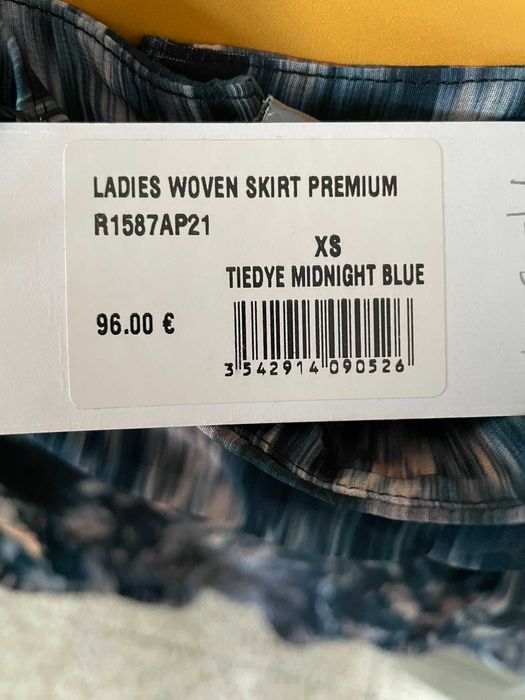 LADIES WOVEN SKIRT PREMIUM
R1587AP21
XS
TIEDYE MIDNIGHT BLUE
96.00 €
3 542914 090526